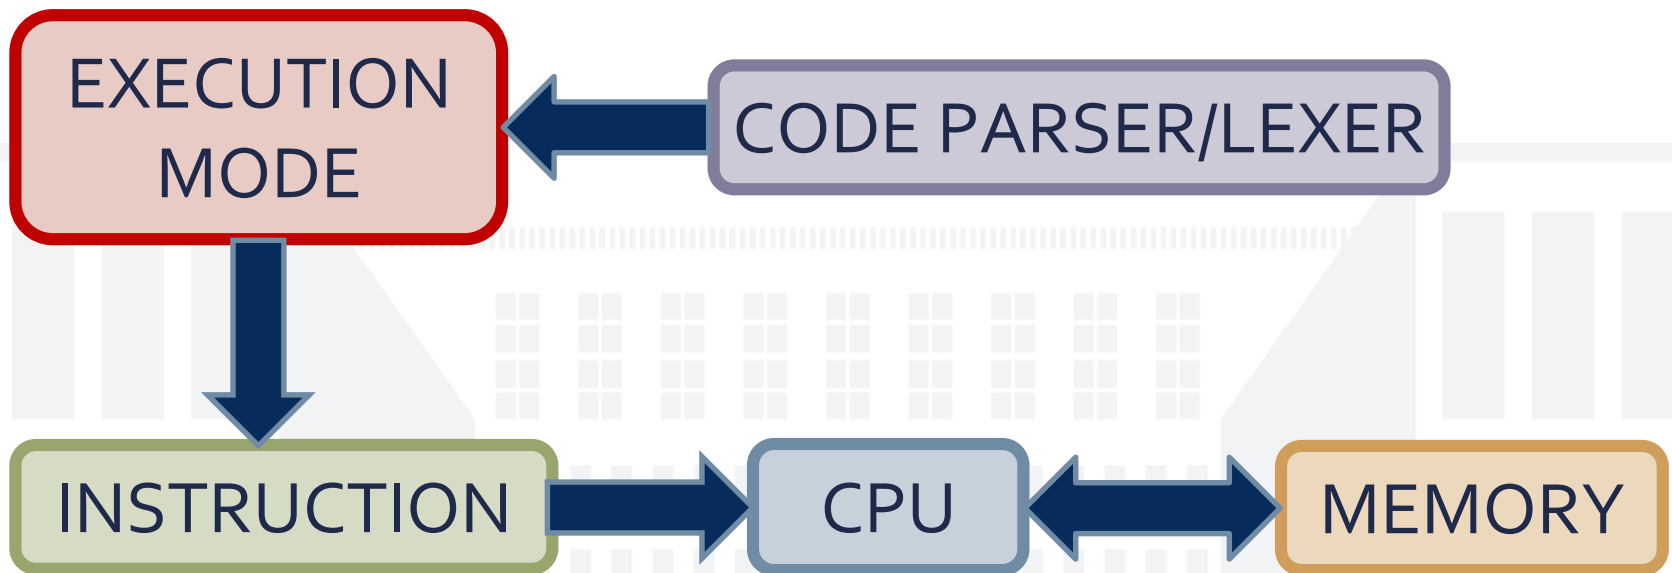 EXECUTION
MODE
CODE PARSER/LEXER
INSTRUCTION
CPU
MEMORY